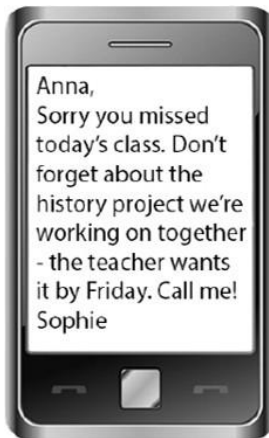 Anna,
Sorry you missed
today's class. Don't
forget about the
history project we're
working on together
- the teacher wants
it by Friday. Call me!
Sophie